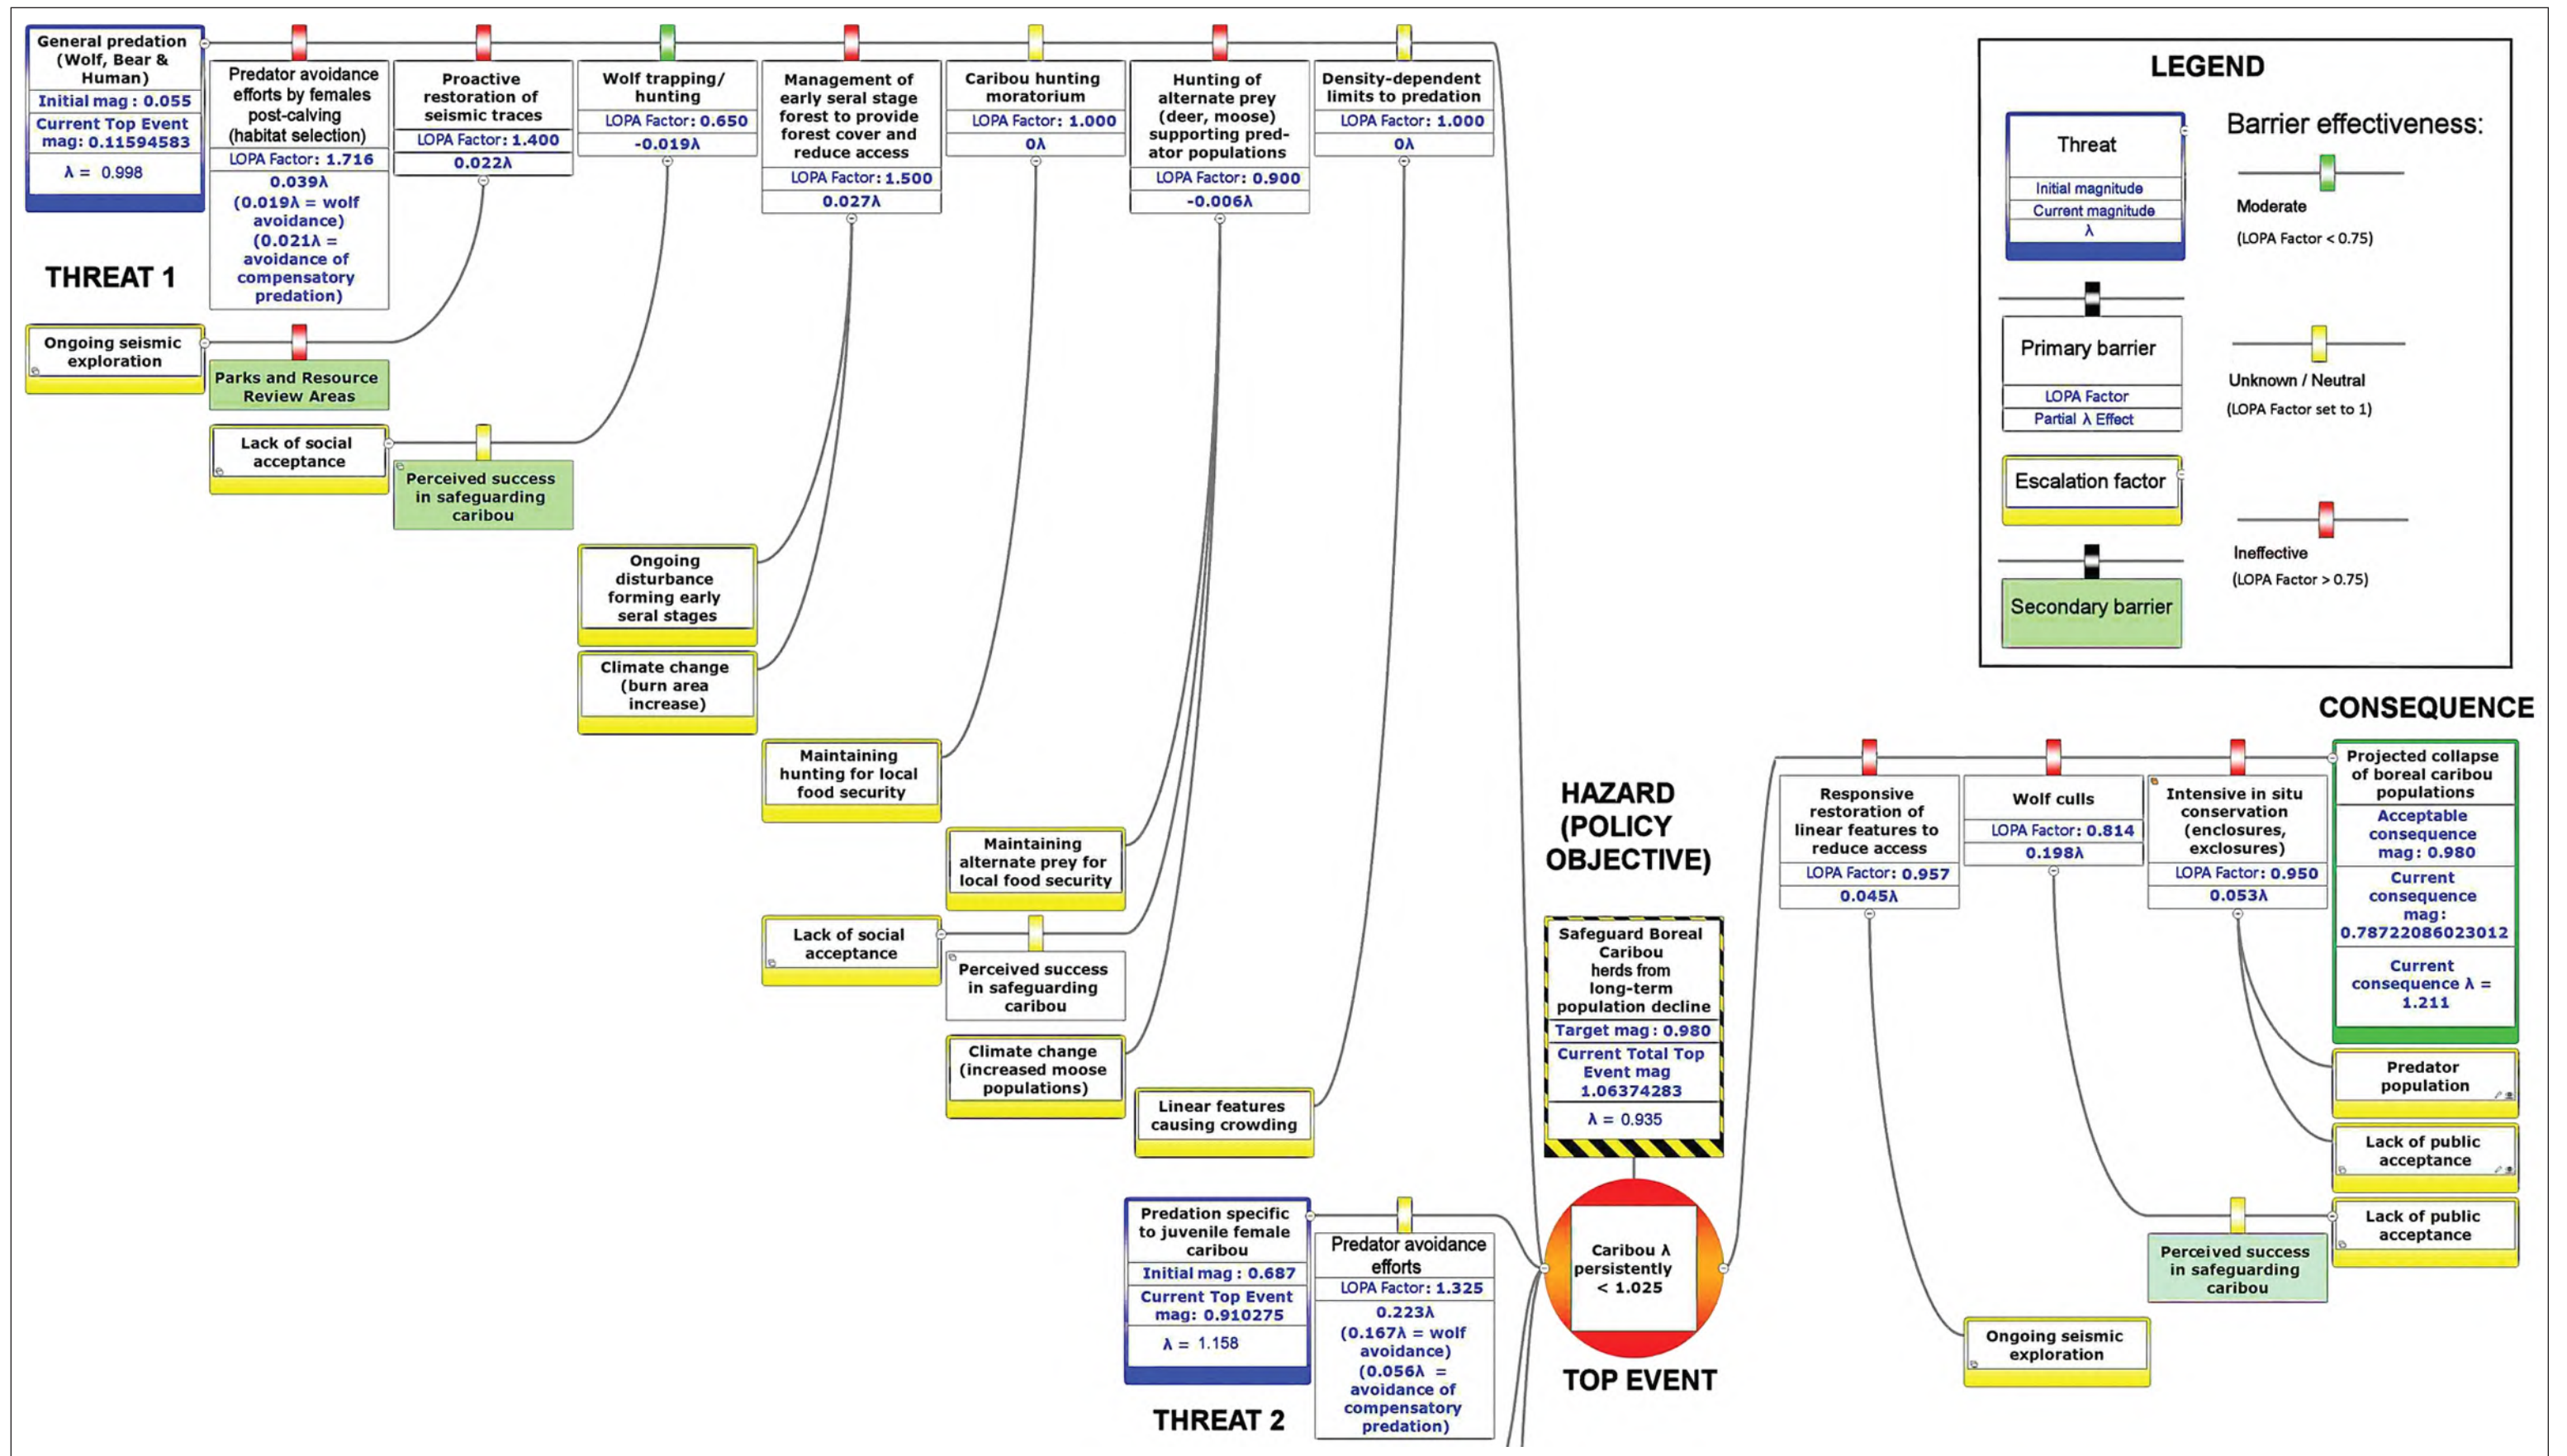 General predation
(Wolf, Bear &
Human)
Initial mag : 0.055
Current Top Event
mag: 0.11594583
λ = 0.998
THREAT 1
Predator avoidance
efforts by females
post-calving
(habitat selection)
LOPA Factor: 1.716
0.039λ
(0.019λ = wolf
avoidance)
(0.021λ =
avoidance of
compensatory
predation)
Proactive
restoration of
seismic traces
LOPA Factor: 1.400
0.022λ
Wolf trapping/
hunting
LOPA Factor: 0.650
-0.019λ
Management of
early seral stage
forest to provide
forest cover and
reduce access
LOPA Factor: 1.500
0.027λ
Caribou hunting
moratorium
LOPA Factor: 1.000
0λ
Hunting of
alternate prey
(deer, moose)
supporting pred-
ator populations
LOPA Factor: 0.900
-0.006λ
Density-dependent
limits to predation
LOPA Factor: 1.000
0λ
Ongoing seismic
exploration
Parks and Resource
Review Areas
Lack of social
acceptance
Perceived success
in safeguarding
caribou
Ongoing
disturbance
forming early
seral stages
Climate change
(burn area
increase)
Maintaining
hunting for local
food security
Maintaining
alternate prey for
local food security
Lack of social
acceptance
Perceived success
in safeguarding
caribou
Climate change
(increased moose
populations)
Linear features
causing crowding
Predation specific
to juvenile female
caribou
Initial mag : 0.687
Current Top Event
mag: 0.910275
λ = 1.158
THREAT 2
Predator avoidance
efforts
LOPA Factor: 1.325
0.223λ
(0.167λ = wolf
avoidance)
(0.056λ =
avoidance of
compensatory
predation)
HAZARD
(POLICY
OBJECTIVE)
Safeguard Boreal
Caribou
herds from
long-term
population decline
Target mag : 0.980
Current Total Top
Event mag
1.06374283
λ = 0.935
Caribou λ
persistently
< 1.025
TOP EVENT
LEGEND
Threat
Initial magnitude
Current magnitude
λ
Primary barrier
LOPA Factor
Partial λ Effect
Escalation factor
Secondary barrier
Barrier effectiveness:
Moderate
(LOPA Factor < 0.75)
Unknown / Neutral
(LOPA Factor set to 1)
Ineffective
(LOPA Factor > 0.75)
CONSEQUENCE
Responsive
restoration of
linear features to
reduce access
LOPA Factor: 0.957
0.045λ
Wolf culls
LOPA Factor: 0.814
0.198λ
Intensive in situ
conservation
(enclosures,
exclosures)
LOPA Factor: 0.950
0.053λ
Projected collapse
of boreal caribou
populations
Acceptable
consequence
mag: 0.980
Current
consequence
mag:
0.78722086023012
Current
consequence λ =
1.211
Predator
population
Lack of public
acceptance
Lack of public
acceptance
Perceived success
in safeguarding
caribou
Ongoing seismic
exploration